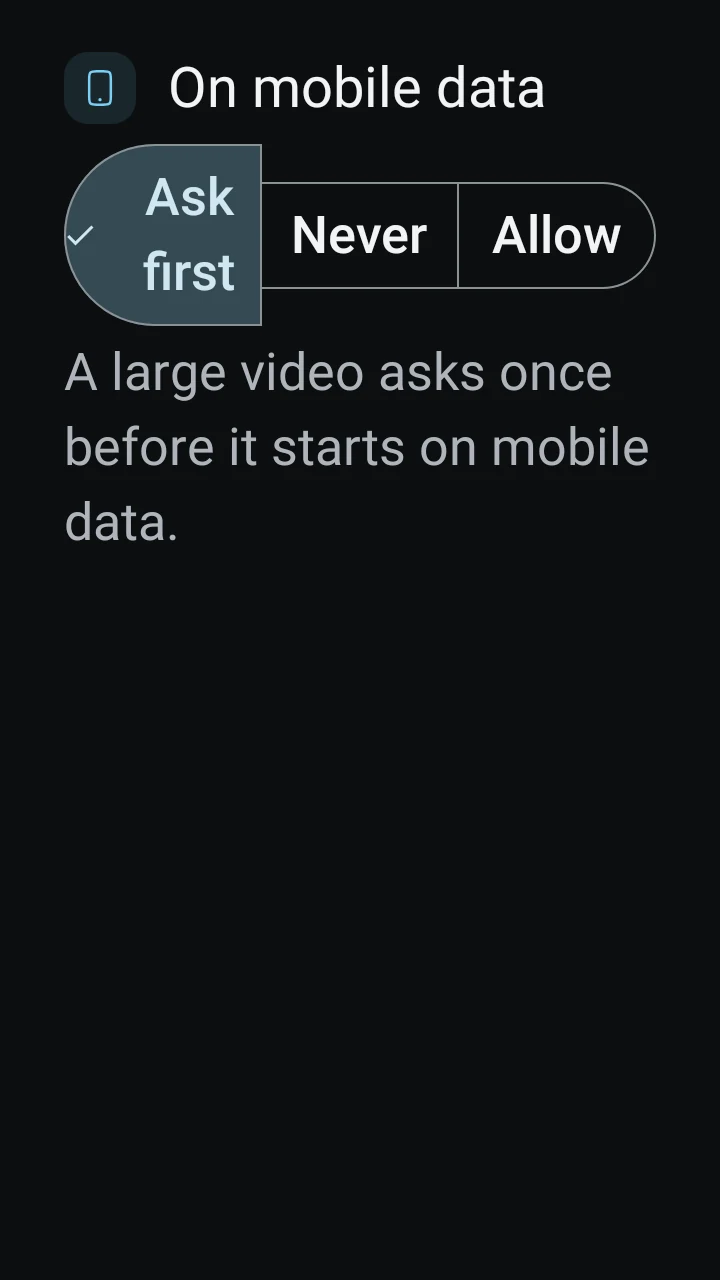 On mobile data
Ask
first
Never
Allow
A large video asks once
before it starts on mobile
data.